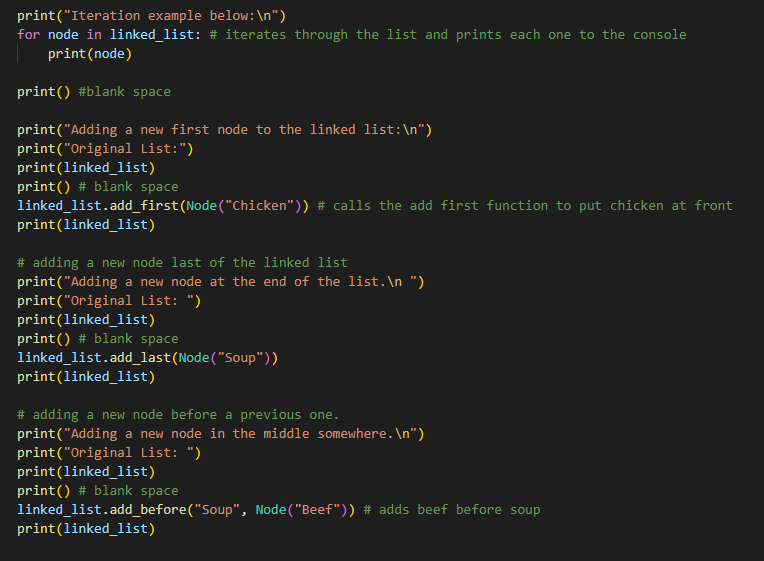 print("Iteration example below:\n")
for node in linked_list: # iterates through the list and prints each one to the console
    print(node)
print() #blank space
print("Adding a new first node to the linked list:\n")
print("Original List:")
print(linked_list)
print() # blank space
linked_list.add_first(Node("Chicken")) # calls the add first function to put chicken at front
print(linked_list)
# adding a new node last of the linked list
print("Adding a new node at the end of the list.\n ")
print("Original List: ")
print(linked_list)
print() # blank space
linked_list.add_last(Node("Soup"))
print(linked_list)
# adding a new node before a previous one.
print("Adding a new node in the middle somewhere.\n")
print("Original List: ")
print(linked_list)
print() # blank space
linked_list.add_before("Soup", Node("Beef")) # adds beef before soup
print(linked_list)